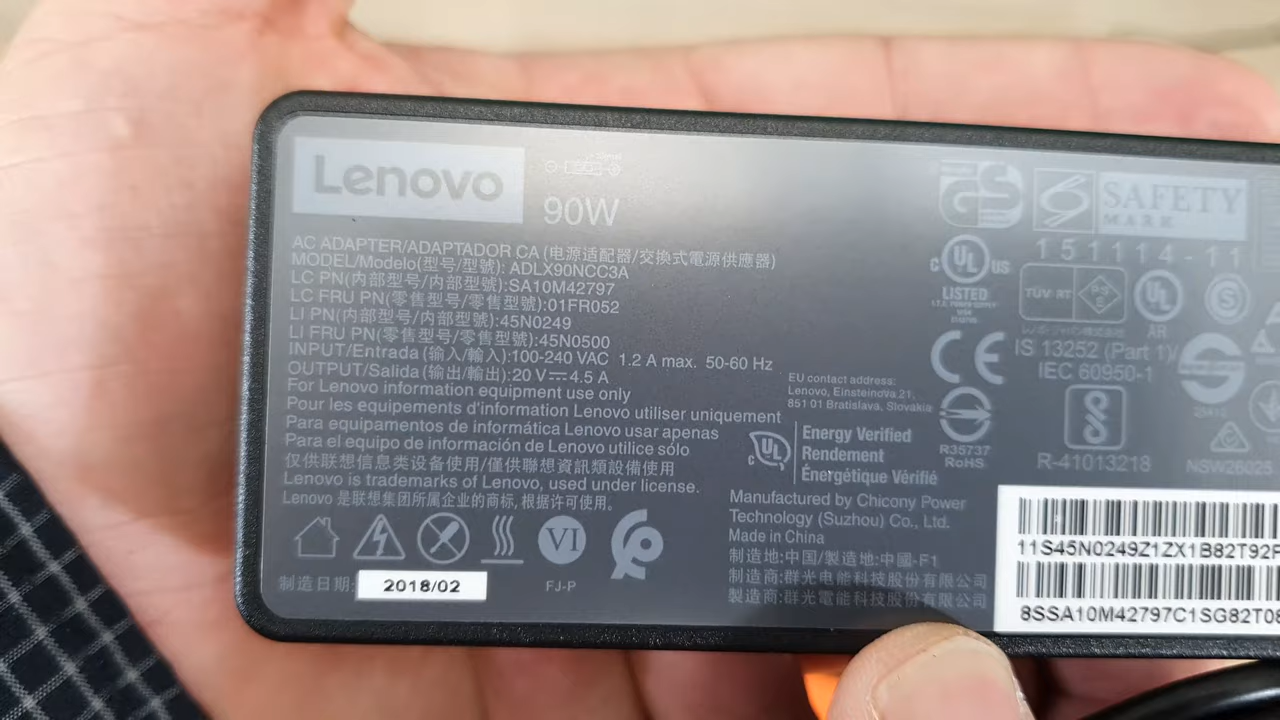 Lenovo
90W
AC ADAPTER/ADAPTADOR CA (电源适配器/交換式電源供應器)
MODEL/Modelo(型号/型號): ADLX90NCC3A
LC PN(内部型号/內部型號):SA10M42797
LC FRU PN(零售型号/零售型號):01FR052
LI PN(内部型号/內部型號):45N0249
LI FRU PN(零售型号/零售型號):45N0500
INPUT/Entrada (输入/輸入):100-240 VAC 1.2 A max. 50-60 Hz
OUTPUT/Salida (输出/輸出):20 V⎓4.5 A
For Lenovo information equipment use only
Pour les equipements d'information Lenovo utiliser uniquement
Para equipamentos de informática Lenovo usar apenas
Para el equipo de información de Lenovo utilice sólo
仅供联想信息类设备使用/僅供聯想資訊類設備使用
Lenovo is trademarks of Lenovo, used under license.
Lenovo 是联想集团所属企业的商标, 根据许可使用。
VI
FJ-P
制造日期:
2018/02
EU contact address:
Lenovo, Einsteinova 21,
851 01 Bratislava, Slovakia
c UL
Energy Verified
Rendement
Énergétique Vérifié
Manufactured by Chicony Power
Technology (Suzhou) Co., Ltd.
Made in China
制造地:中国/製造地:中國-F1
制造商:群光电能科技股份有限公司
製造商:群光電能科技股份有限公司
GS
SAFETY
MARK
151114-11
c UL US
LISTED
TÜV-RT
PSE
UL
AR
S
CE
IS 13252 (Part 1)/
IEC 60950-1
R35737
RoHS
R-41013218
25412
NSW26025
11S45N0249Z1ZX1B82T92F
8SSA10M42797C1SG82T08